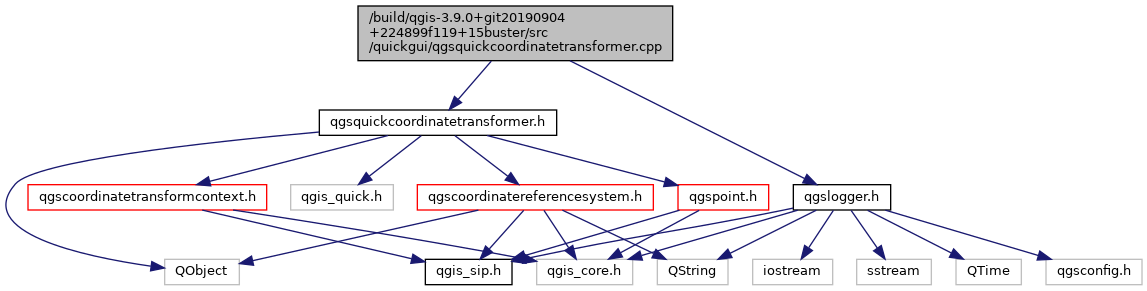 /build/qgis-3.9.0+git20190904
+224899f119+15buster/src
/quickgui/qgsquickcoordinatetransformer.cpp
qgsquickcoordinatetransformer.h
qgscoordinatetransformcontext.h
qgis_quick.h
qgscoordinatereferencesystem.h
qgspoint.h
qgslogger.h
QObject
qgis_sip.h
qgis_core.h
QString
iostream
sstream
QTime
qgsconfig.h